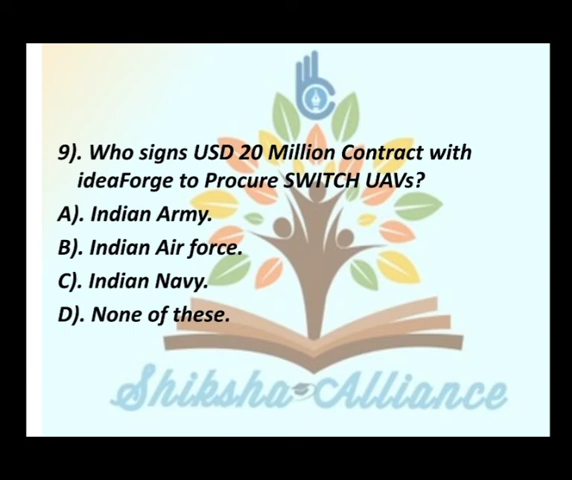 9). Who signs USD 20 Million Contract with
ideaForge to Procure SWITCH UAVs?
A). Indian Army.
B). Indian Air force.
C). Indian Navy.
D). None of these.
Shiksha Alliance